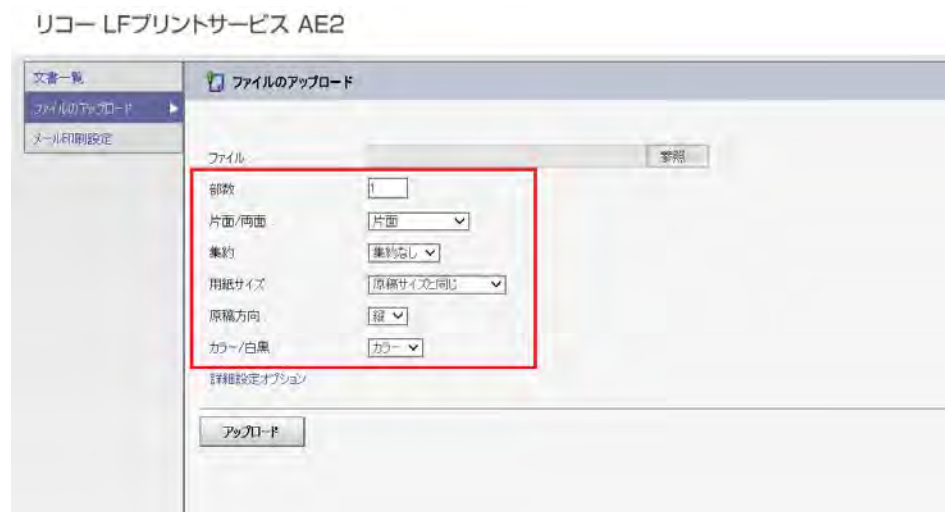 リコー LFプリントサービス AE2
文書一覧
ファイルのアップロード
メール印刷設定
ファイルのアップロード
ファイル 参照
部数 1
片面/両面 片面
集約 集約なし
用紙サイズ 原稿サイズと同じ
原稿方向 縦
カラー/白黒 カラー
詳細設定オプション
アップロード